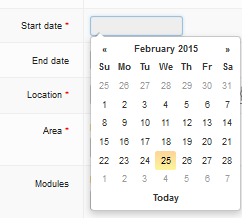 Start date *
« February 2015 »
Su Mo Tu We Th Fr Sa
25 26 27 28 29 30 31
1 2 3 4 5 6 7
8 9 10 11 12 13 14
15 16 17 18 19 20 21
22 23 24 25 26 27 28
1 2 3 4 5 6 7
Today
End date
Location *
Area *
Modules